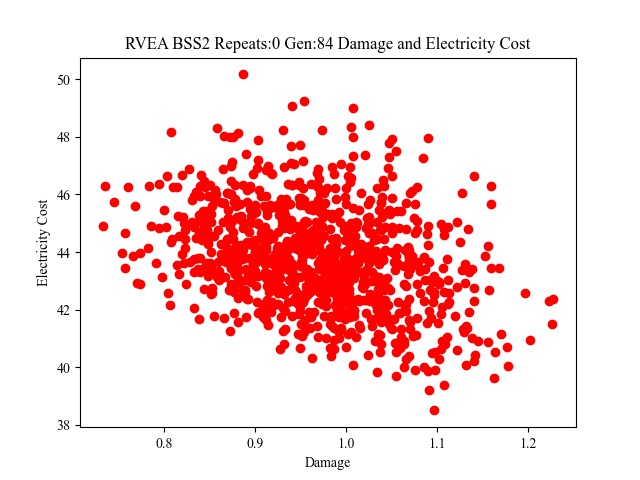 RVEA BSS2 Repeats:0 Gen:84 Damage and Electricity Cost
50
48
46
44
42
40
38
Electricity Cost
0.8 0.9 1.0 1.1 1.2
Damage